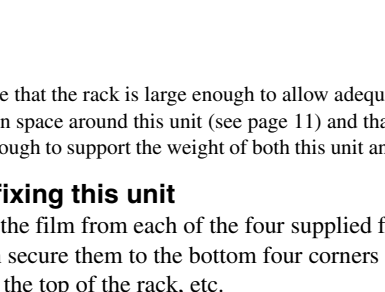 e that the rack is large enough to allow adequ
n space around this unit (see page 11) and tha
ough to support the weight of both this unit an
fixing this unit
the film from each of the four supplied f
secure them to the bottom four corners
the top of the rack, etc.